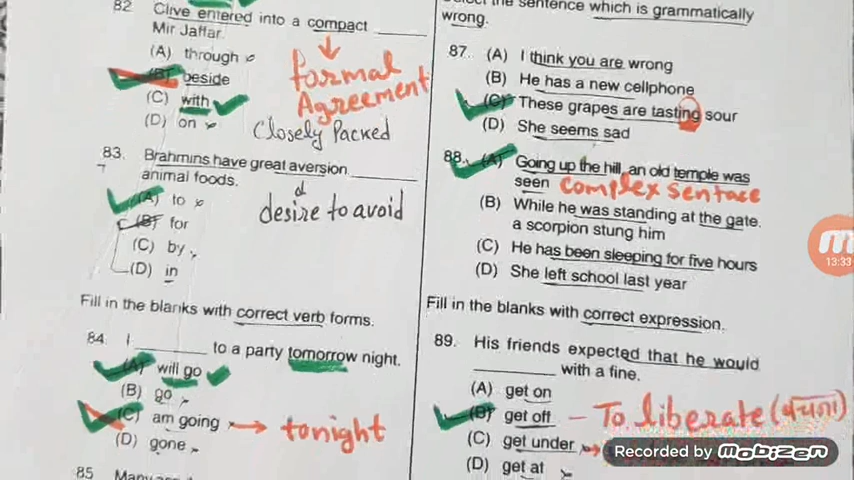 82 Clive entered into a compact ______
Mir Jaffar.
(A) through
(B) beside
(C) with
(D) on
formal
Agreement
Closely Packed
83. Brahmins have great aversion ______
animal foods.
(A) to
(B) for
(C) by
(D) in
desire to avoid
Fill in the blanks with correct verb forms.
84. I ______ to a party tomorrow night.
(A) will go
(B) go
(C) am going
(D) gone
tonight
85 Many
the sentence which is grammatically
wrong.
87. (A) I think you are wrong
(B) He has a new cellphone
(C) These grapes are tasting sour
(D) She seems sad
88. (A) Going up the hill, an old temple was
seen complex sentace
(B) While he was standing at the gate.
a scorpion stung him
(C) He has been sleeping for five hours
(D) She left school last year
Fill in the blanks with correct expression.
89. His friends expected that he would
______ with a fine.
(A) get on
(B) get off – To liberate
(C) get under
(D) get at
13:33
Recorded by Mobizen